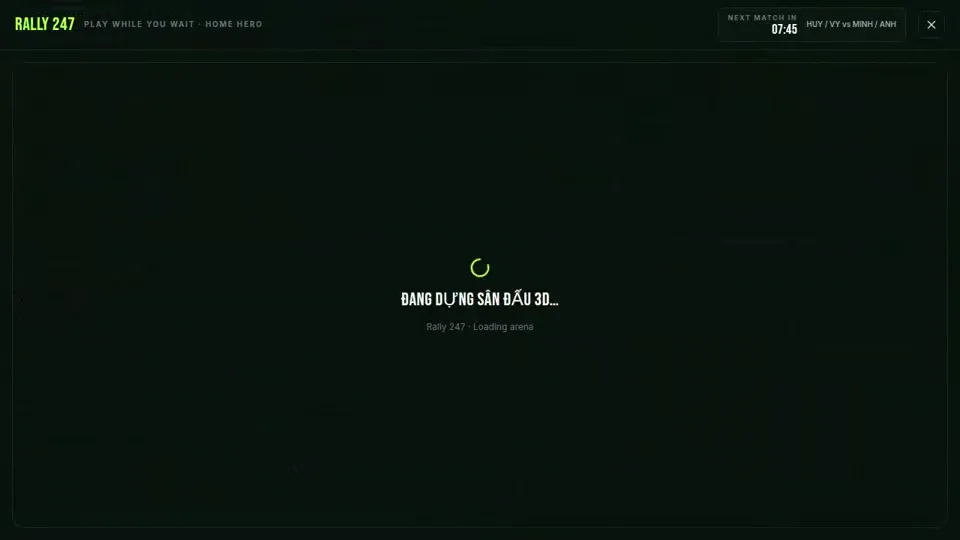 RALLY 247
PLAY WHILE YOU WAIT · HOME HERO
NEXT MATCH IN
07:45
HUY / VY vs MINH / ANH
ĐANG DỰNG SÂN ĐẤU 3D...
Rally 247 · Loading arena